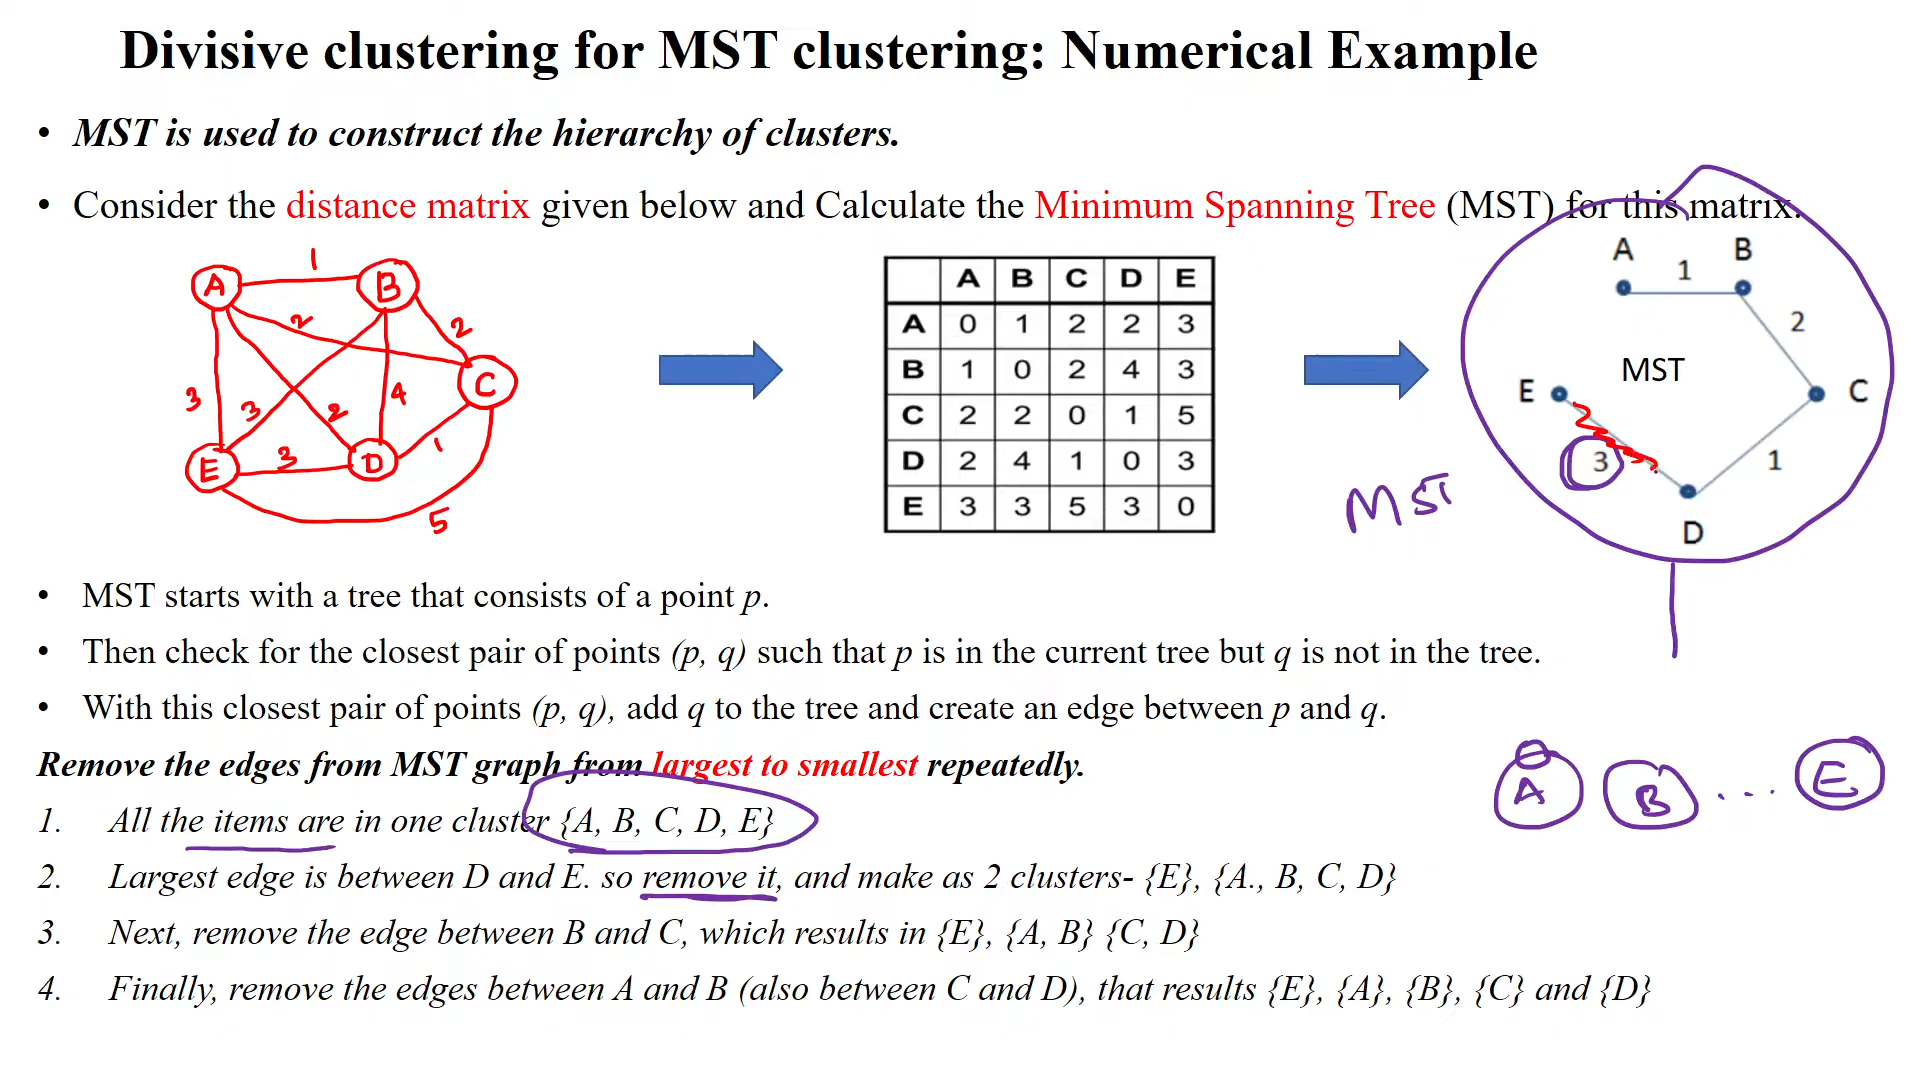 Divisive clustering for MST clustering: Numerical Example
• MST is used to construct the hierarchy of clusters.
• Consider the distance matrix given below and Calculate the Minimum Spanning Tree (MST) for this matrix.
A 1 B
2 2
C
3 3 2 4 1
E 3 D
5
A B C D E
A 0 1 2 2 3
B 1 0 2 4 3
C 2 2 0 1 5
D 2 4 1 0 3
E 3 3 5 3 0
MST
A 1 B
2
E MST C
3 1
D
• MST starts with a tree that consists of a point p.
• Then check for the closest pair of points (p, q) such that p is in the current tree but q is not in the tree.
• With this closest pair of points (p, q), add q to the tree and create an edge between p and q.
Remove the edges from MST graph from largest to smallest repeatedly.
A B ... E
1. All the items are in one cluster {A, B, C, D, E}
2. Largest edge is between D and E. so remove it, and make as 2 clusters- {E}, {A., B, C, D}
3. Next, remove the edge between B and C, which results in {E}, {A, B} {C, D}
4. Finally, remove the edges between A and B (also between C and D), that results {E}, {A}, {B}, {C} and {D}